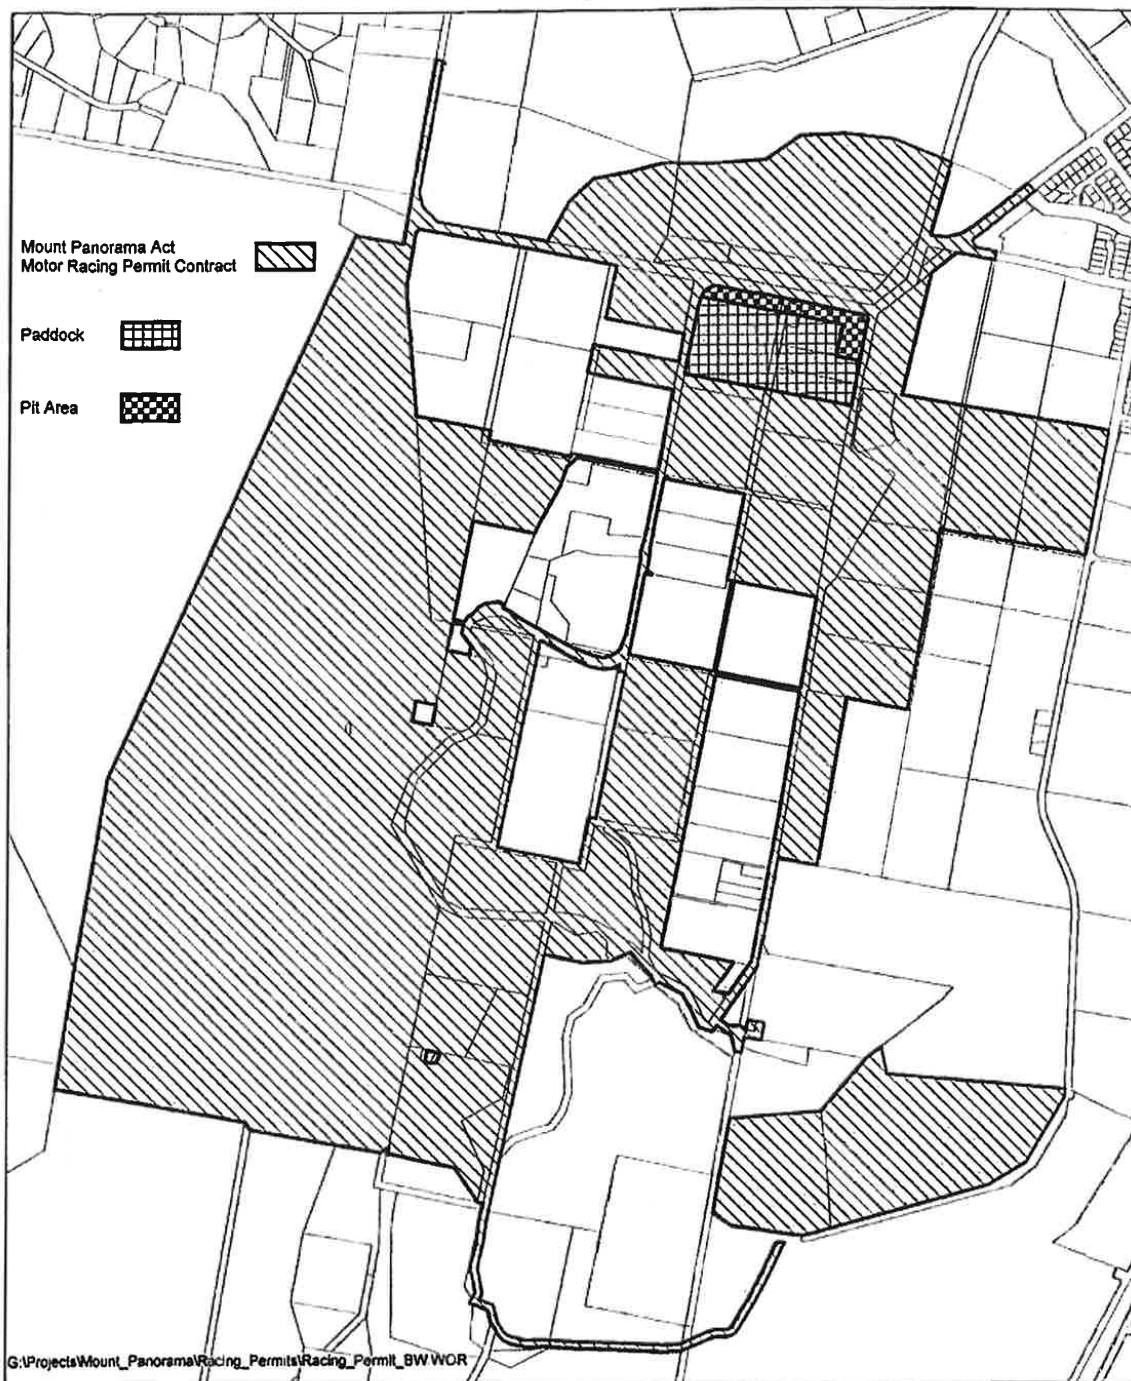 Mount Panorama Act
Motor Racing Permit Contract
Paddock
Pit Area
G:\Projects\Mount_Panorama\Racing_Permits\Racing_Permit_BW.WOR